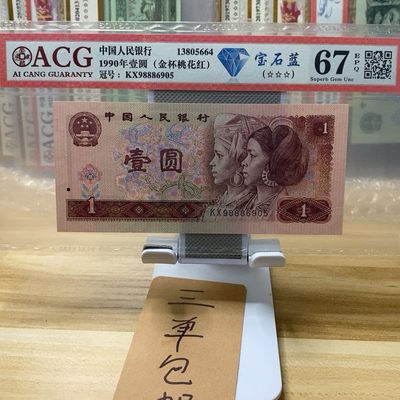 ACG
AI CANG GUARANTY
中国人民银行 13805664
1990年壹圆（金杯桃花红）
冠号：KX98886905
宝石蓝
（☆☆☆）
67 EPQ
Superb Gem Unc
中国人民银行
1
壹圆
KX98886905
1
1
三单包邮